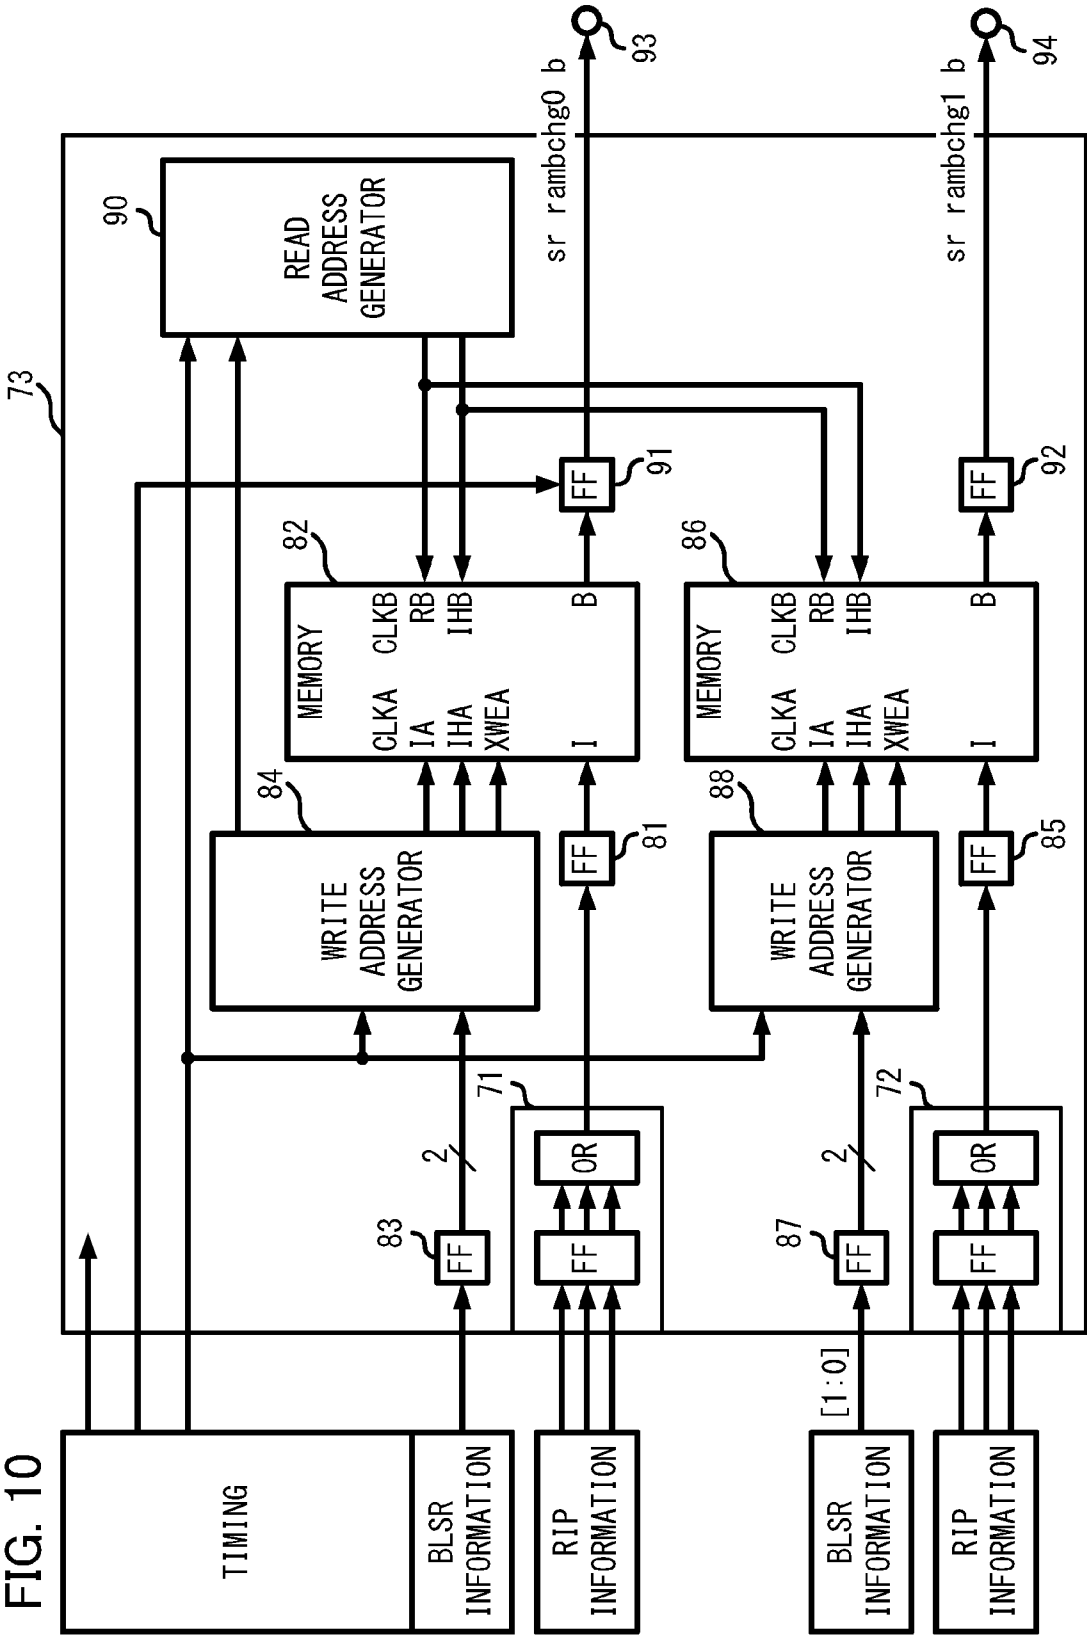 FIG. 10
73
TIMING
90
READ
ADDRESS
GENERATOR
84
WRITE
ADDRESS
GENERATOR
82
MEMORY
CLKA CLKB
IA RB
IHA IHB
XWEA
I B
BLSR
INFORMATION
83
FF
2
RIP
INFORMATION
71
FF
OR
81
FF
91
FF
sr rambchg0 b
93
88
WRITE
ADDRESS
GENERATOR
86
MEMORY
CLKA CLKB
IA RB
IHA IHB
XWEA
I B
BLSR
INFORMATION
[1:0]
87
FF
2
RIP
INFORMATION
72
FF
OR
85
FF
92
FF
sr rambchg1 b
94